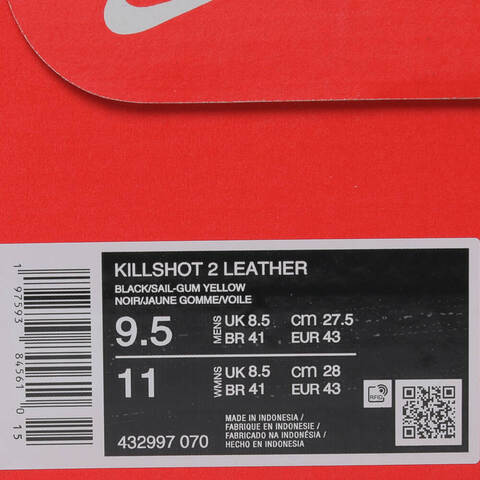 KILLSHOT 2 LEATHER
BLACK/SAIL-GUM YELLOW
NOIR/JAUNE GOMME/VOILE
9.5 MENS UK 8.5 cm 27.5
BR 41 EUR 43
11 WMNS UK 8.5 cm 28
BR 41 EUR 43
RFID
MADE IN INDONESIA /
FABRIQUE EN INDONESIE /
FABRICADO NA INDONÉSIA /
HECHO EN INDONESIA
432997 070
1 97593 84561 0 15